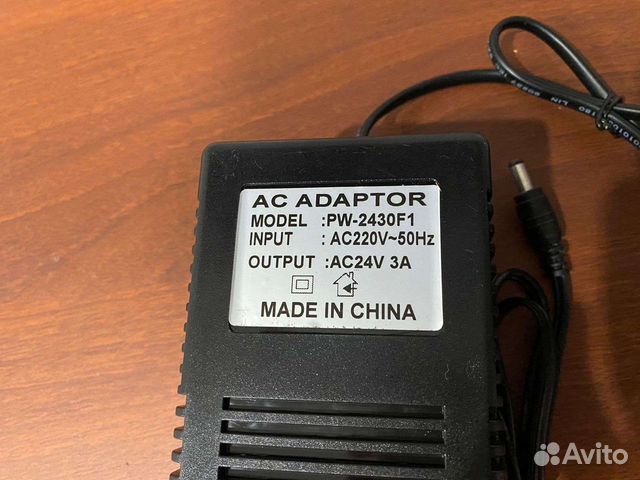 AC ADAPTOR
MODEL :PW-2430F1
INPUT : AC220V~50Hz
OUTPUT :AC24V 3A
MADE IN CHINA
Avito